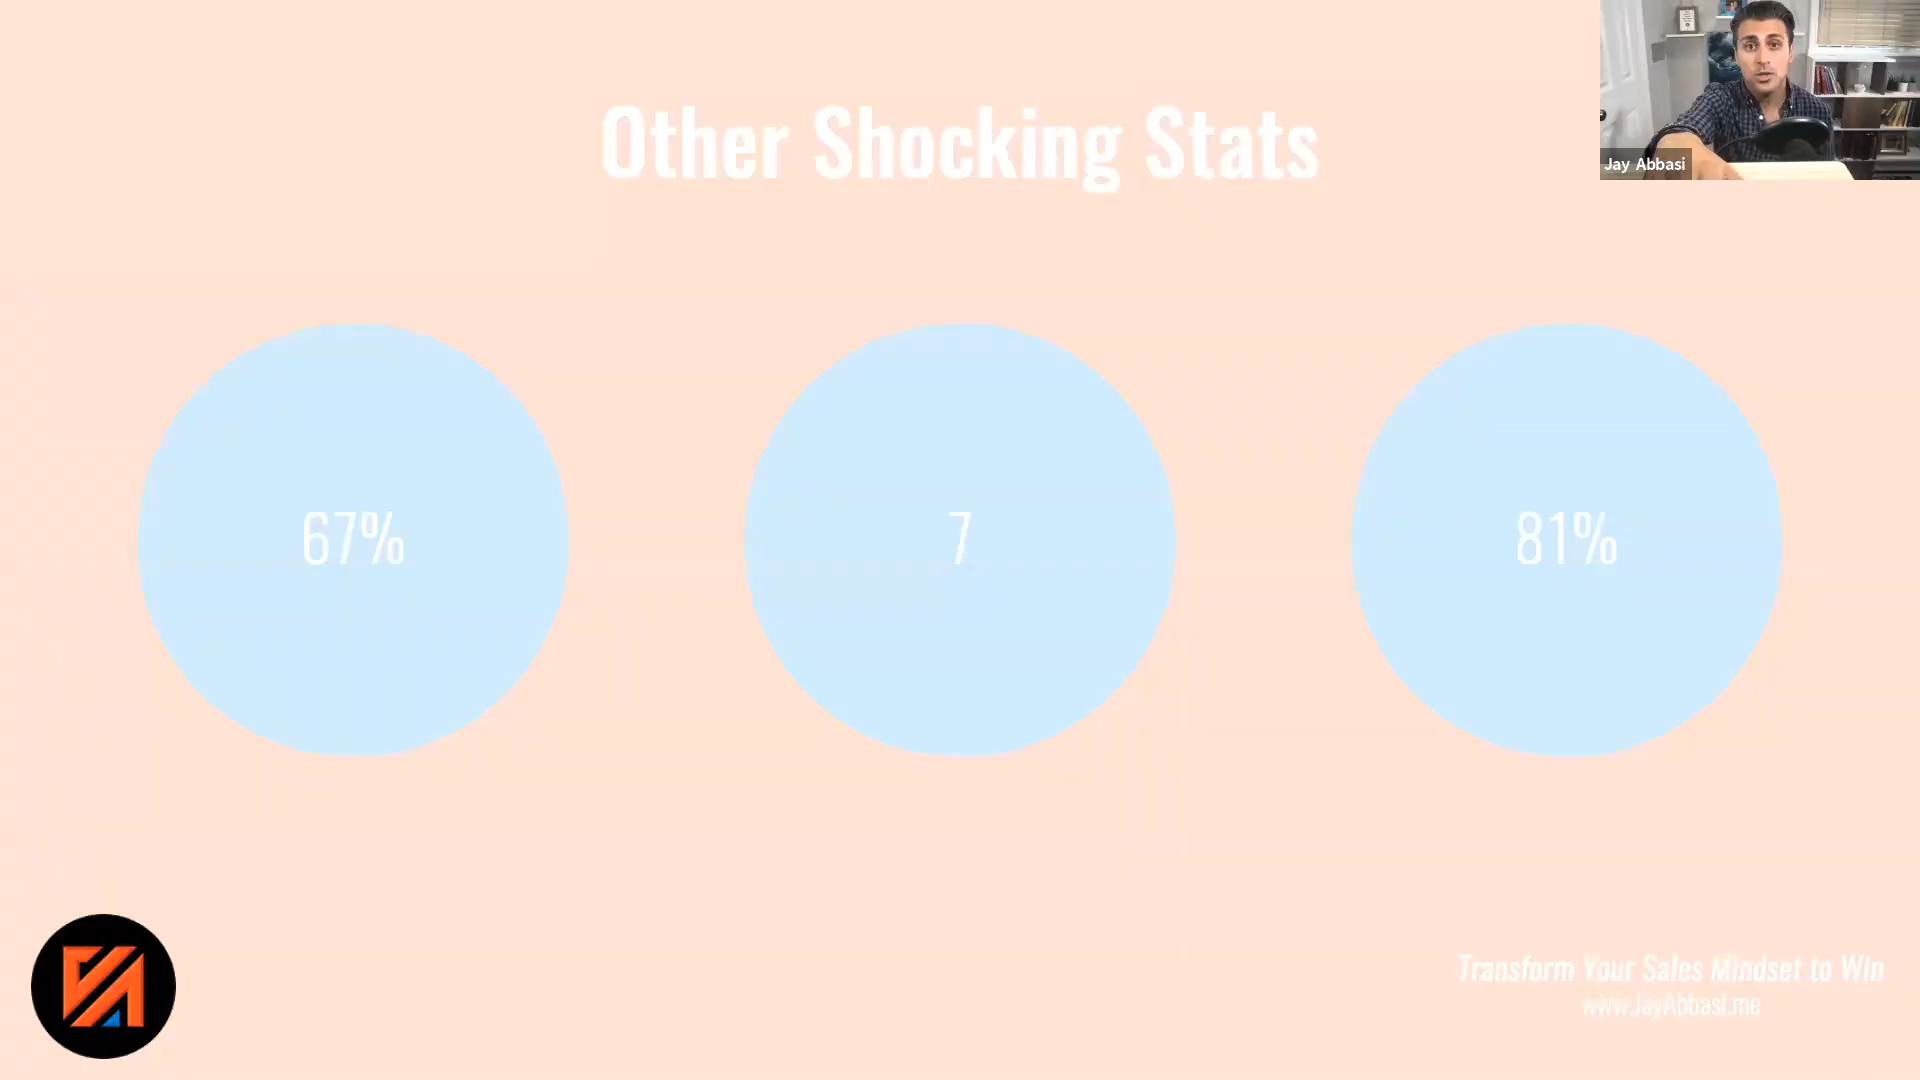 Other Shocking Stats
Jay Abbasi
67%
7
81%
Transform Your Sales Mindset to Win
www.JayAbbasi.me